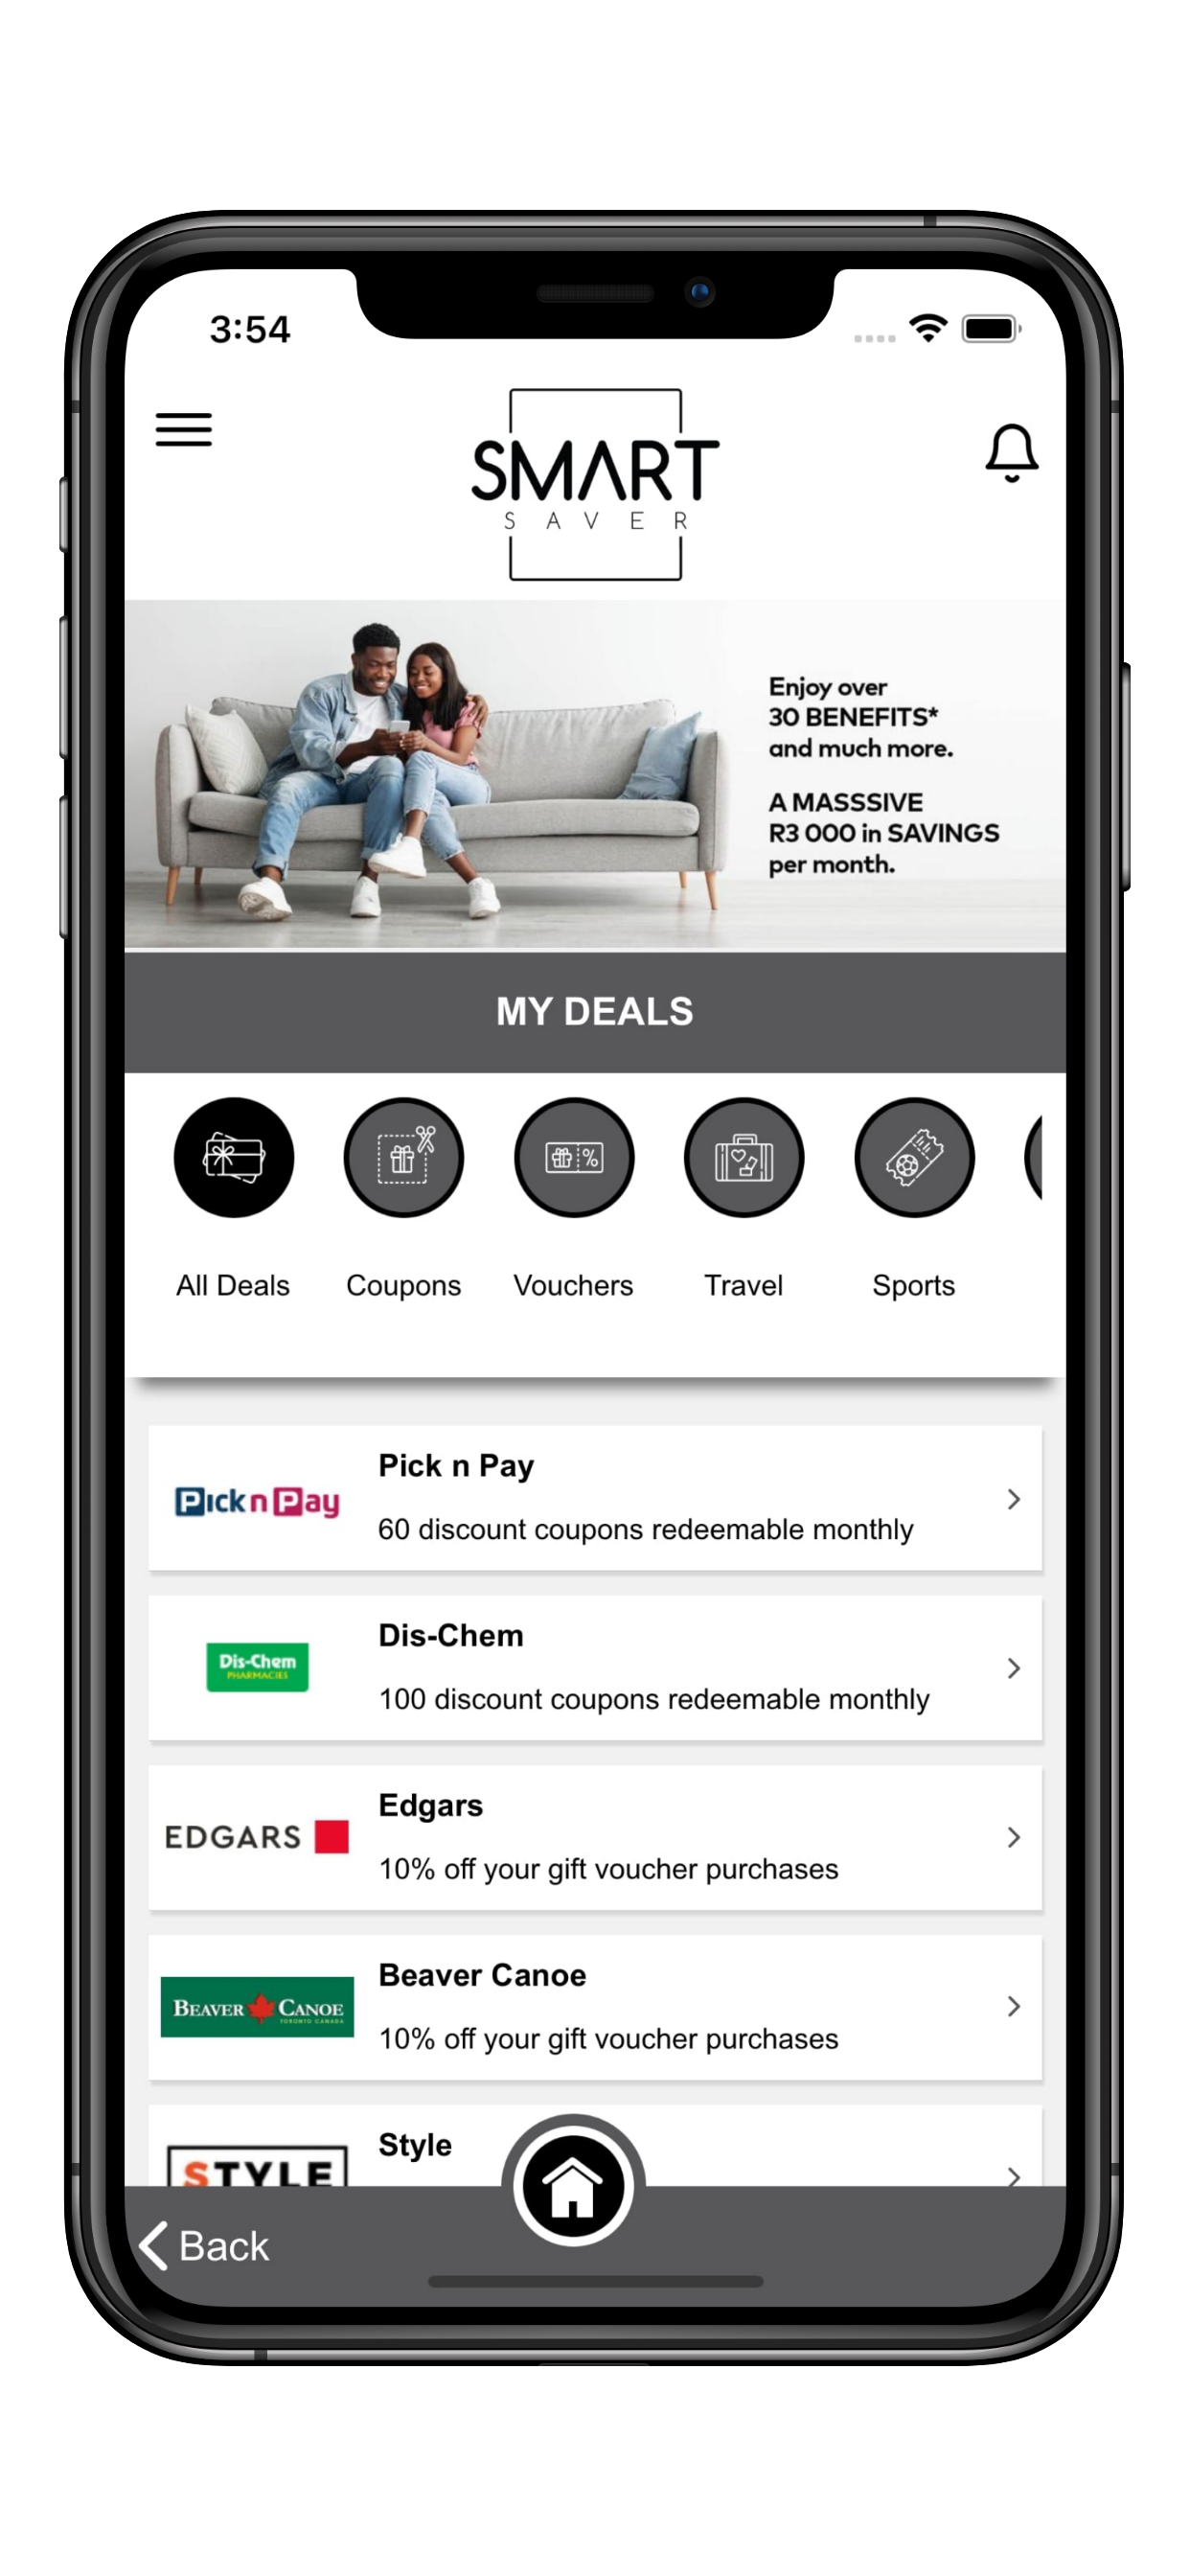 3:54
SMART
SAVER
Enjoy over
30 BENEFITS*
and much more.
A MASSSIVE
R3 000 in SAVINGS
per month.
MY DEALS
%
All Deals
Coupons
Vouchers
Travel
Sports
Pick n Pay
Pick n Pay
60 discount coupons redeemable monthly
Dis-Chem
PHARMACIES
Dis-Chem
100 discount coupons redeemable monthly
EDGARS
Edgars
10% off your gift voucher purchases
BEAVER CANOE
TORONTO CANADA
Beaver Canoe
10% off your gift voucher purchases
STYLE
Style
Back